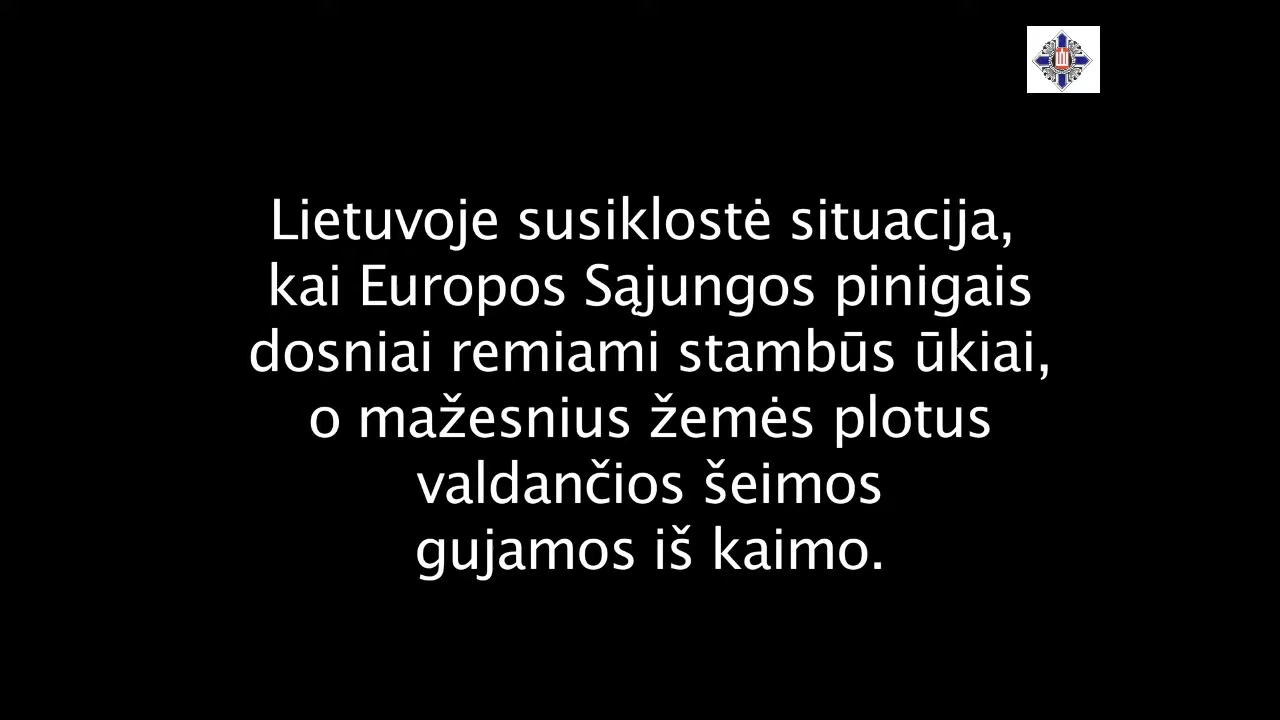 Lietuvoje susiklostė situacija,
kai Europos Sąjungos pinigais
dosniai remiami stambūs ūkiai,
o mažesnius žemės plotus
valdančios šeimos
gujamos iš kaimo.